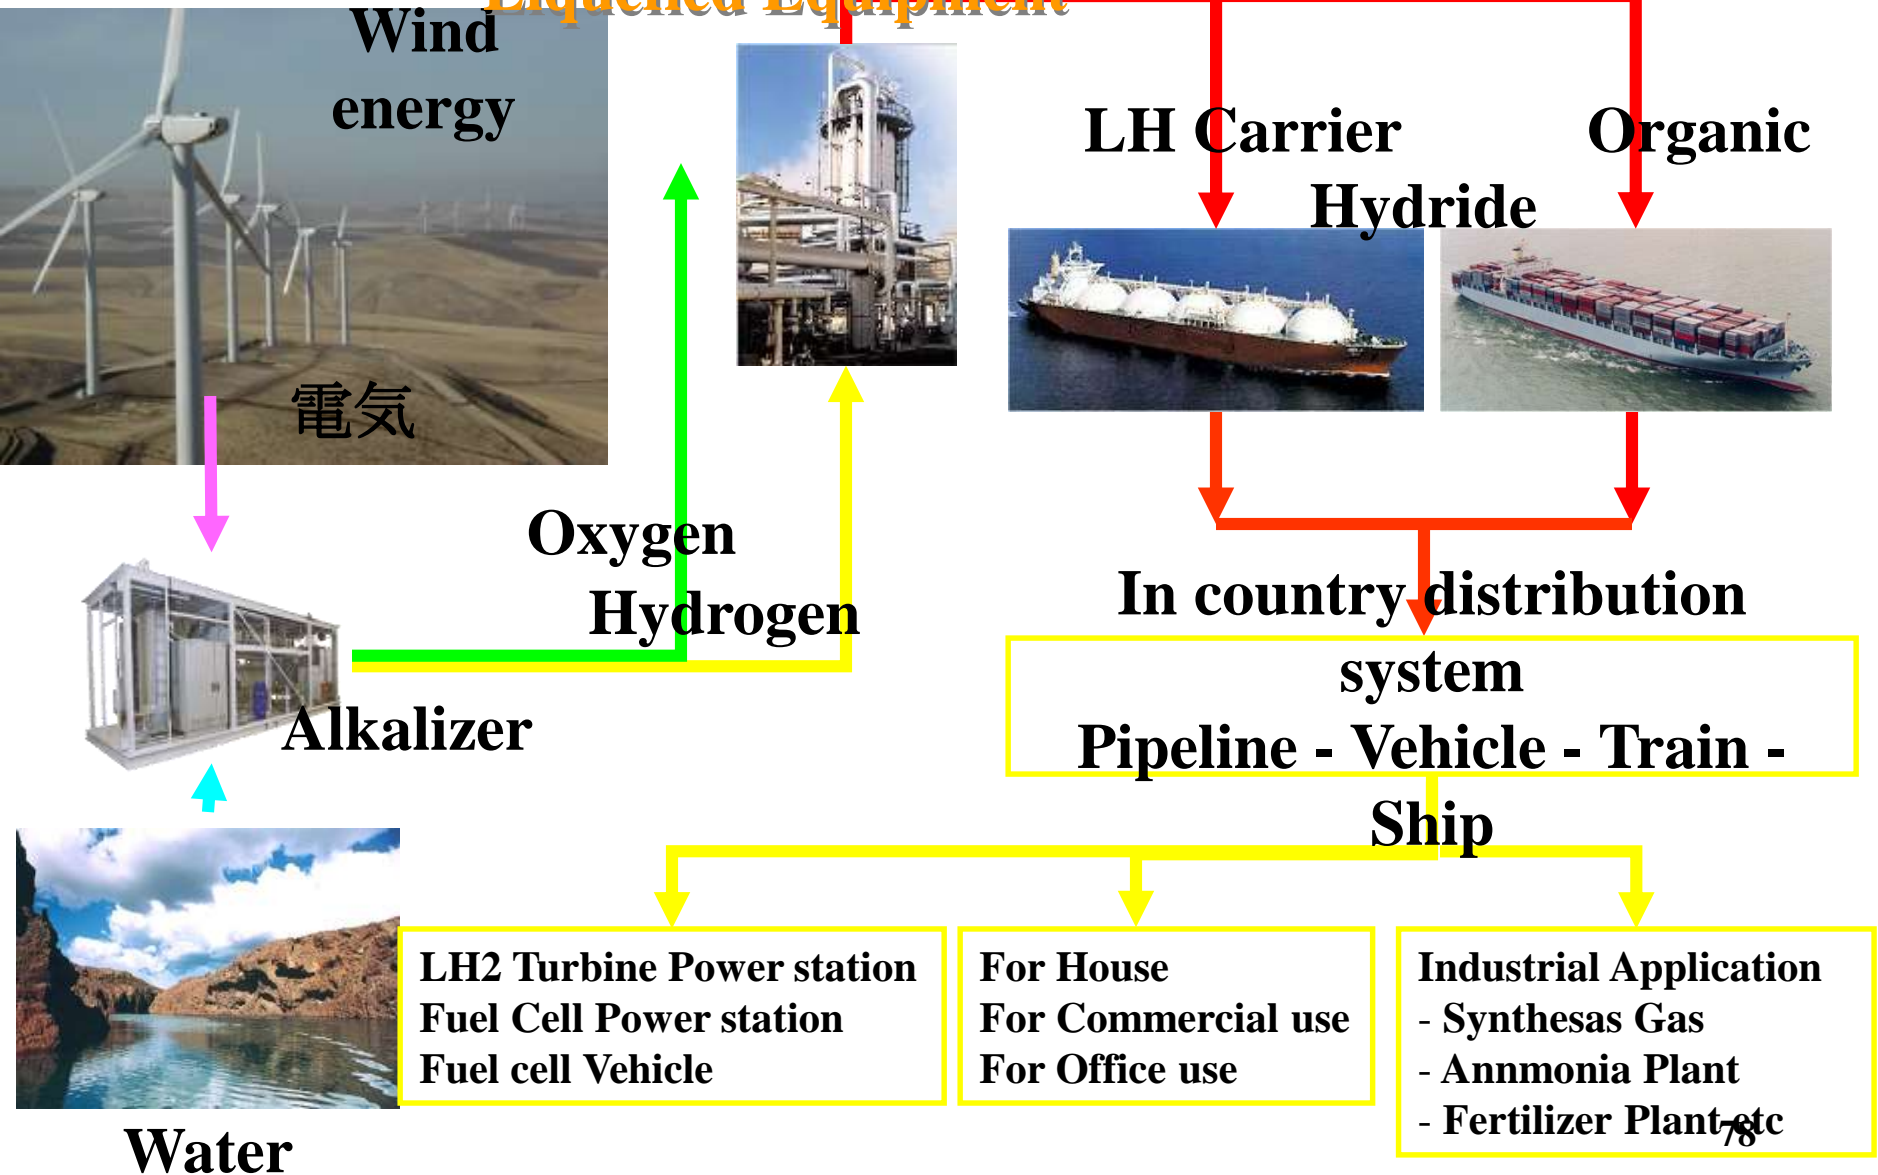 Liquefied Equipment
Wind
energy
LH Carrier Organic
Hydride
電気
Oxygen
Hydrogen
In country distribution
system
Pipeline - Vehicle - Train -
Ship
Alkalizer
LH2 Turbine Power station
Fuel Cell Power station
Fuel cell Vehicle
For House
For Commercial use
For Office use
Industrial Application
- Synthesas Gas
- Annmonia Plant
- Fertilizer Plant etc
78
Water